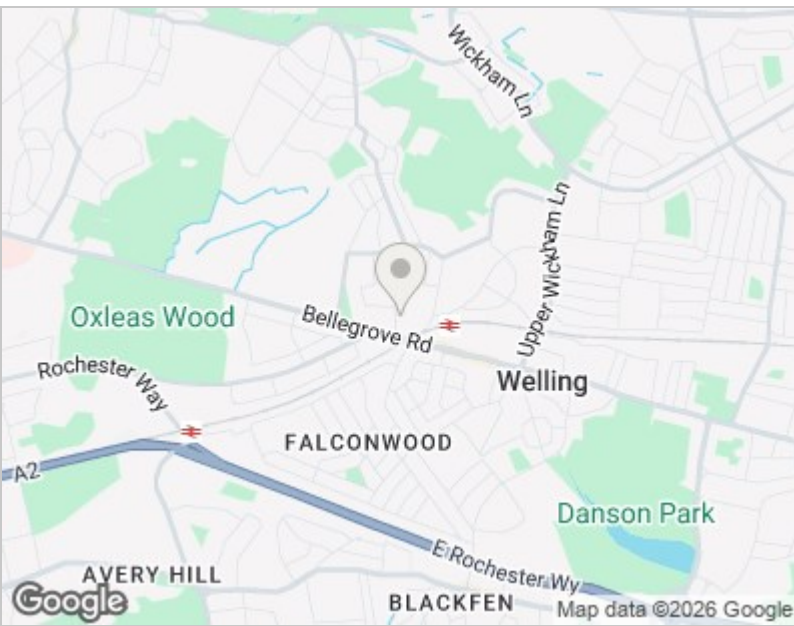 Wickham Ln
Upper Wickham Ln
Oxleas Wood
Bellegrove Rd
Rochester Way
Welling
FALCONWOOD
A2
Danson Park
E Rochester Wy
AVERY HILL
BLACKFEN
Google
Map data ©2026 Google